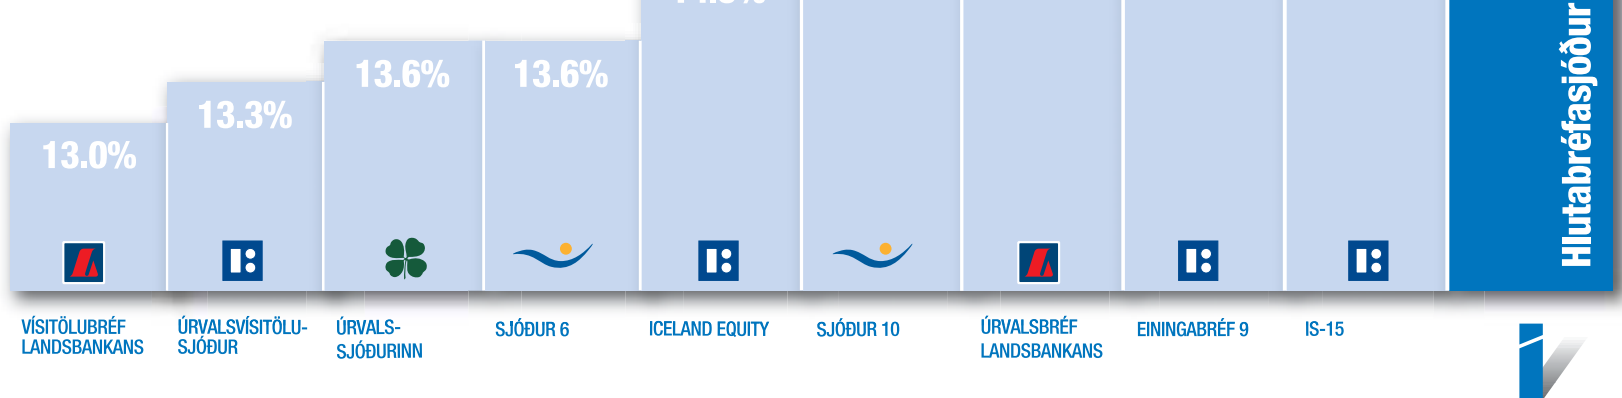 13.0%
13.3%
13.6%
13.6%
Hlutabréfasjóður
VÍSITÖLUBRÉF
LANDSBANKANS
ÚRVALSVÍSITÖLU-
SJÓÐUR
ÚRVALS-
SJÓÐURINN
SJÓÐUR 6
ICELAND EQUITY
SJÓÐUR 10
ÚRVALSBRÉF
LANDSBANKANS
EININGABRÉF 9
IS-15